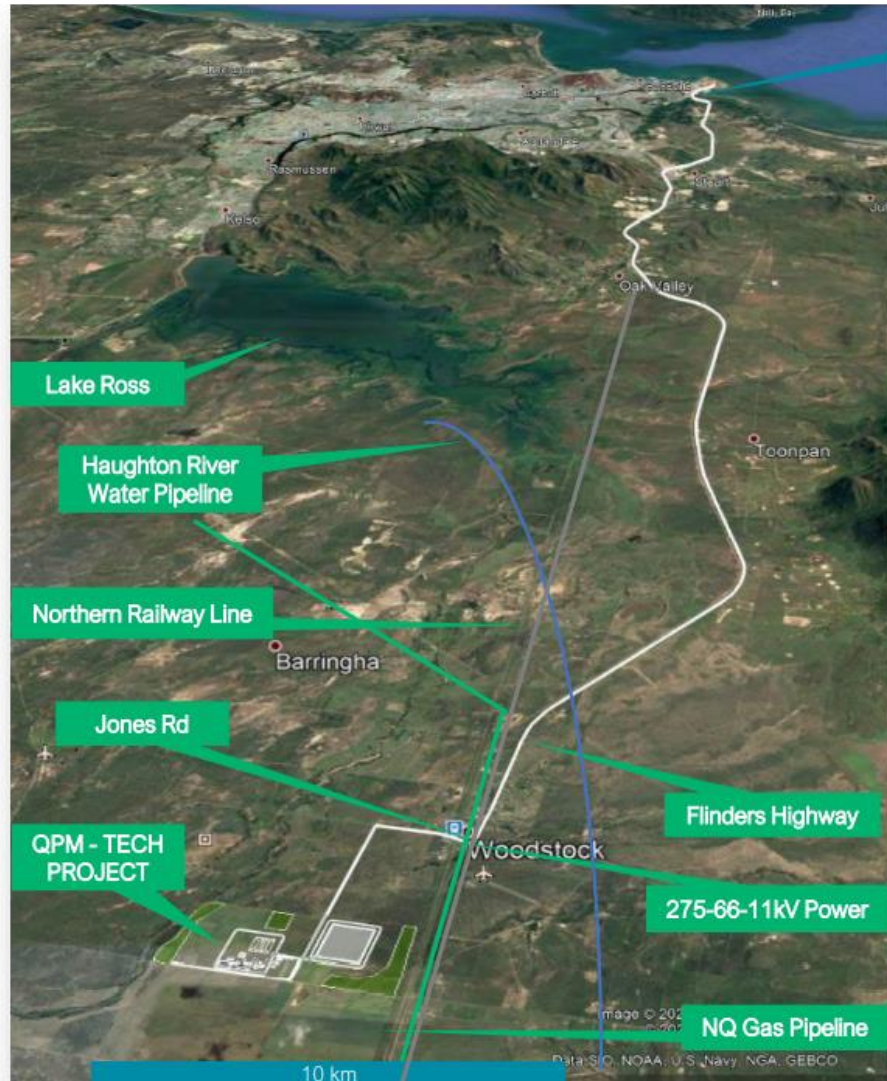 Rasmussen
Kelso
Stuart
Oak Valley
Lake Ross
Toonpan
Haughton River
Water Pipeline
Northern Railway Line
Barringha
Jones Rd
Flinders Highway
QPM - TECH
PROJECT
Woodstock
275-66-11kV Power
NQ Gas Pipeline
Data SIO, NOAA, U.S. Navy, NGA, GEBCO
10 km